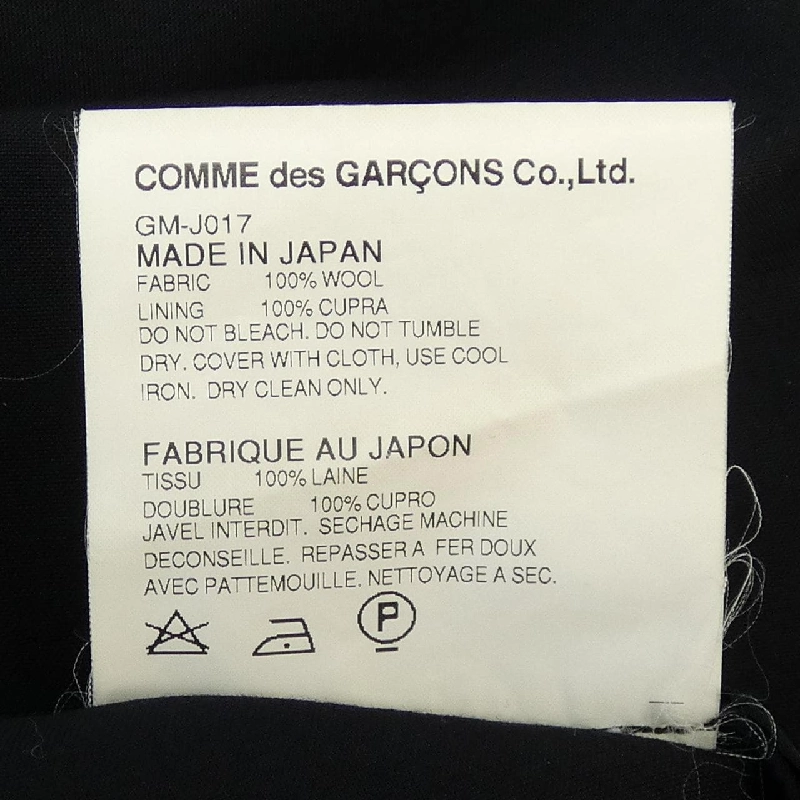 COMME des GARÇONS Co.,Ltd.
GM-J017
MADE IN JAPAN
FABRIC 100% WOOL
LINING 100% CUPRA
DO NOT BLEACH. DO NOT TUMBLE
DRY. COVER WITH CLOTH, USE COOL
IRON. DRY CLEAN ONLY.
FABRIQUE AU JAPON
TISSU 100% LAINE
DOUBLURE 100% CUPRO
JAVEL INTERDIT. SECHAGE MACHINE
DECONSEILLE. REPASSER A FER DOUX
AVEC PATTEMOUILLE. NETTOYAGE A SEC.
P